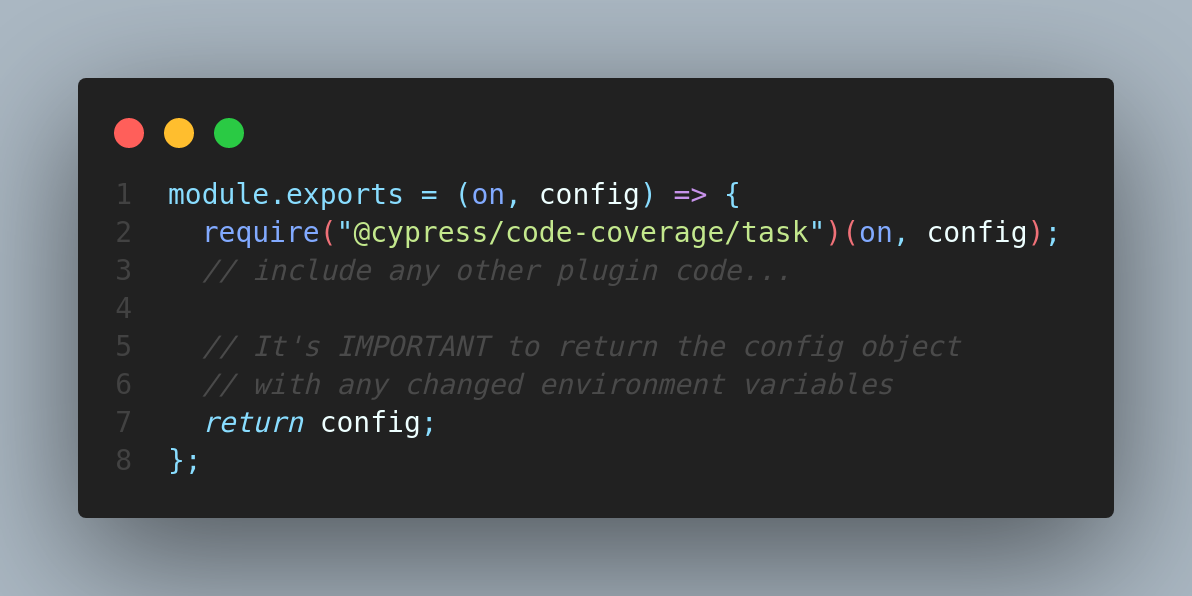 1 module.exports = (on, config) => {
2   require("@cypress/code-coverage/task")(on, config);
3   // include any other plugin code...
4
5   // It's IMPORTANT to return the config object
6   // with any changed environment variables
7   return config;
8 };